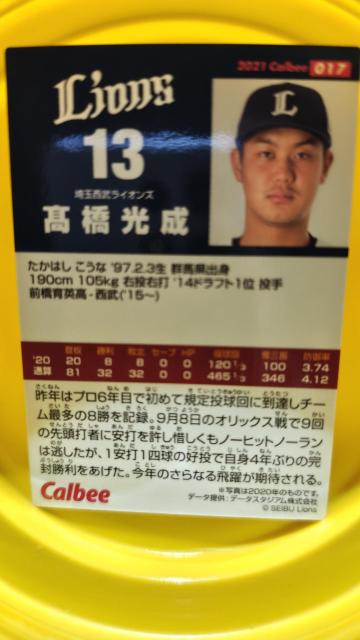 2021 Calbee 017
Lions
13
埼玉西武ライオンズ
髙橋光成
たかはし こうな '97.2.3生 群馬県出身
190cm 105kg 右投右打 '14ドラフト1位 投手
前橋育英高-西武('15〜)
登板 勝利 敗北 セーブ HP 投球回 奪三振 防御率
'20 20 8 8 0 0 120 1/3 100 3.74
通算 81 32 32 0 0 465 1/3 346 4.12
昨年はプロ6年目で初めて規定投球回に到達しチー
ム最多の8勝を記録。9月8日のオリックス戦で9回
の先頭打者に安打を許し惜しくもノーヒットノーラン
は逃したが、1安打1四球の好投で自身4年ぶりの完
封勝利をあげた。今年のさらなる飛躍が期待される。
Calbee
※写真は2020年のものです。
データ提供：データスタジアム株式会社
© SEIBU Lions